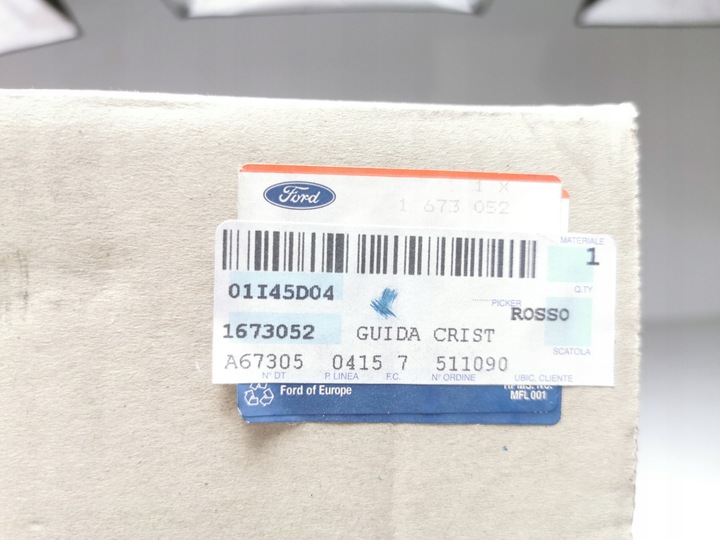 1 X
Ford
1 673 052
MATERIALE
1
01I45D04
Q.TY
PICKER
ROSSO
1673052 GUIDA CRIST
SCATOLA
A67305 0415 7 511090
N° DT P. LINEA F.C. N° ORDINE UBIC. CLIENTE
Ford of Europe
MFL 001